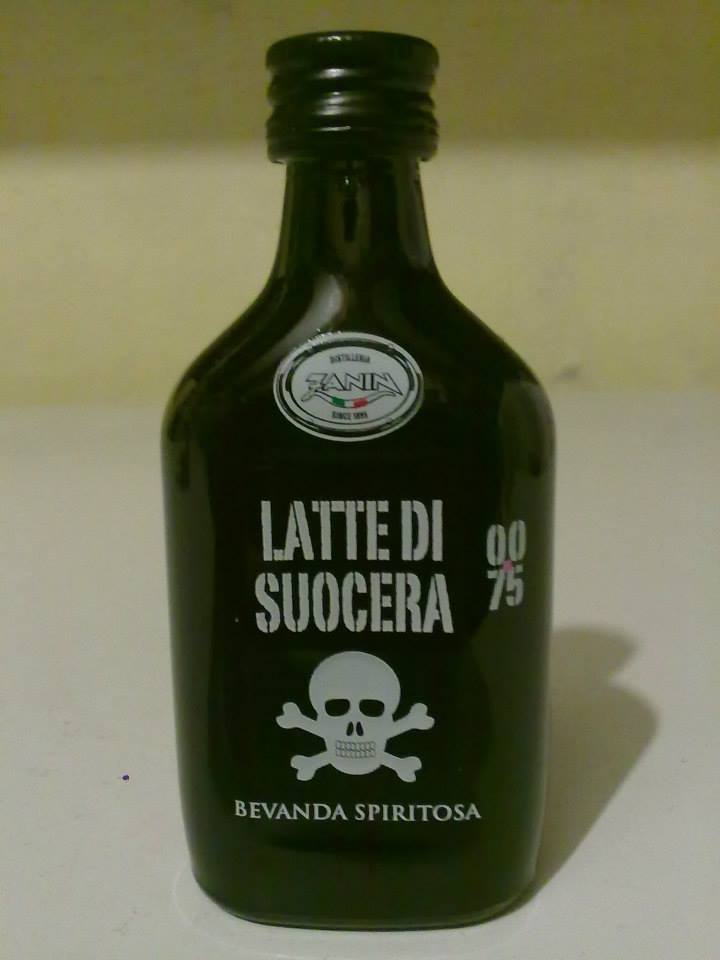 DISTILLERIA
ZANIN
SINCE 1895
LATTE DI
SUOCERA
00
75
BEVANDA SPIRITOSA